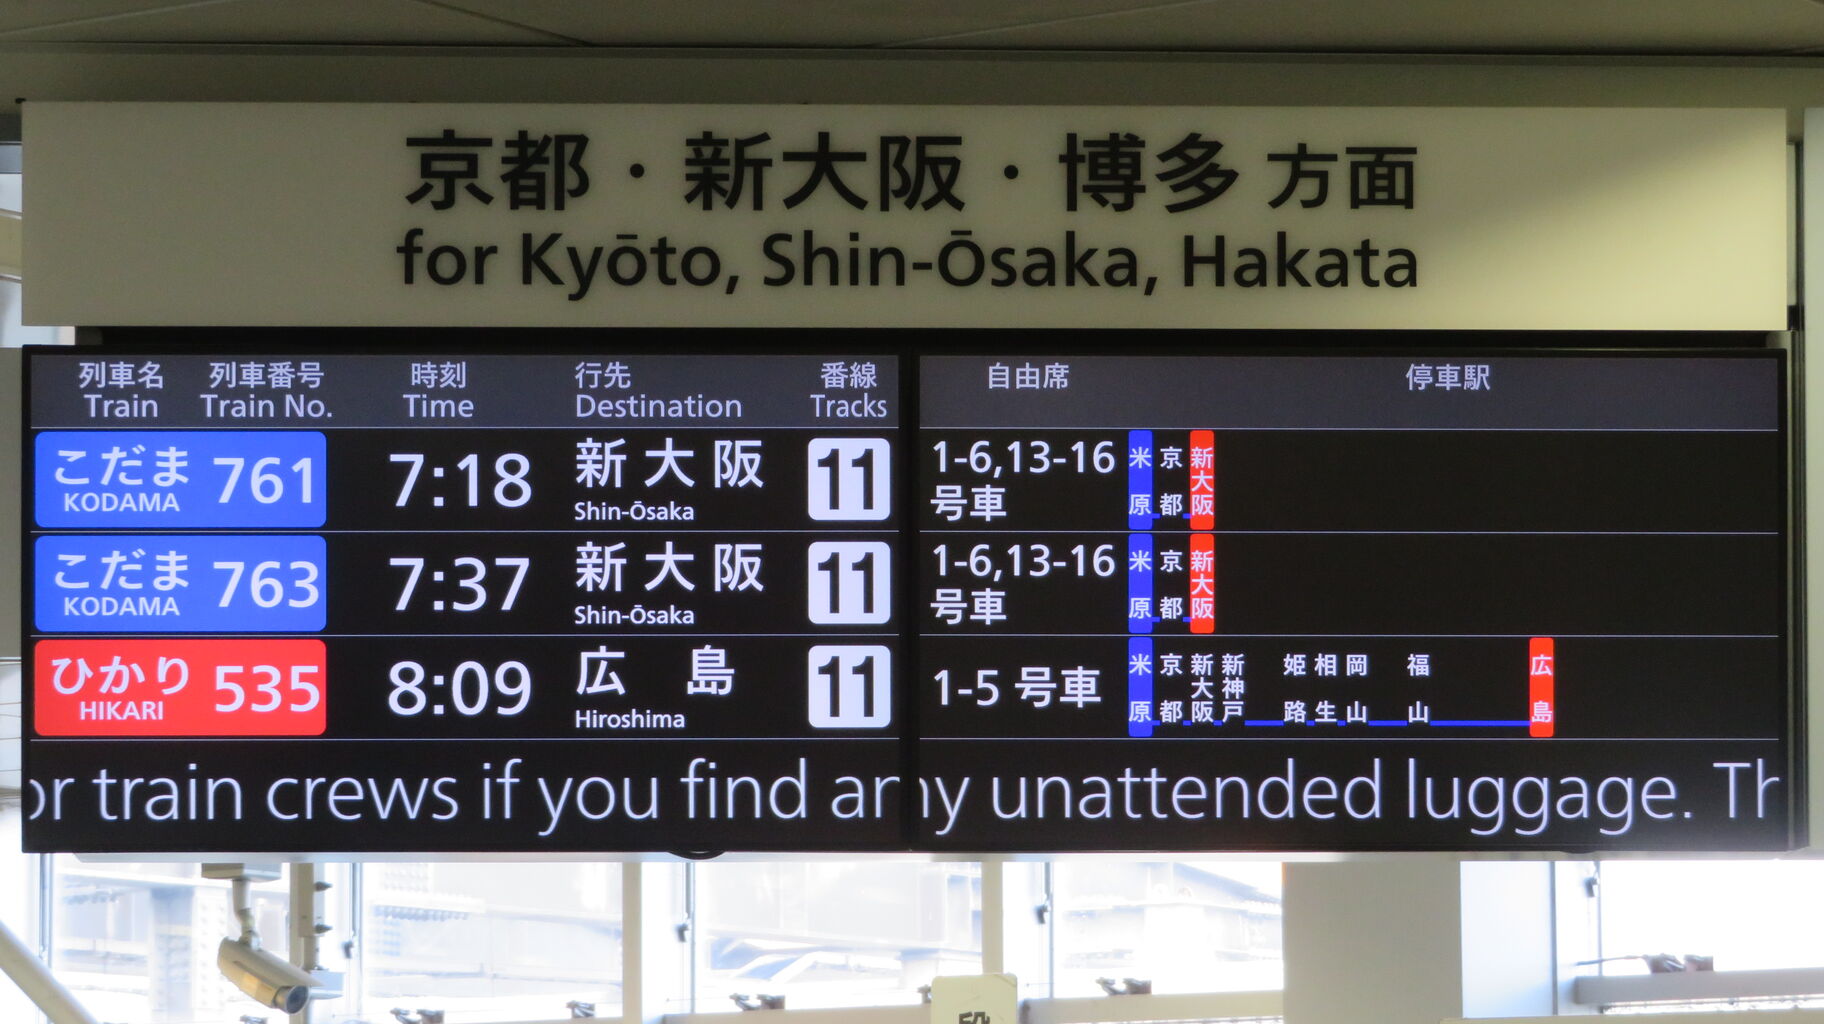 京都・新大阪・博多 方面
for Kyōto, Shin-Ōsaka, Hakata
列車名 列車番号 時刻 行先 番線 自由席 停車駅
Train Train No. Time Destination Tracks
こだま 761 7:18 新大阪 11 1-6,13-16 米原 京都 新大阪
KODAMA Shin-Ōsaka 号車
こだま 763 7:37 新大阪 11 1-6,13-16 米原 京都 新大阪
KODAMA Shin-Ōsaka 号車
ひかり 535 8:09 広島 11 1-5 号車 米原 京都 新大阪 新神戸 姫路 相生 岡山 福山 広島
HIKARI Hiroshima
or train crews if you find any unattended luggage. Th